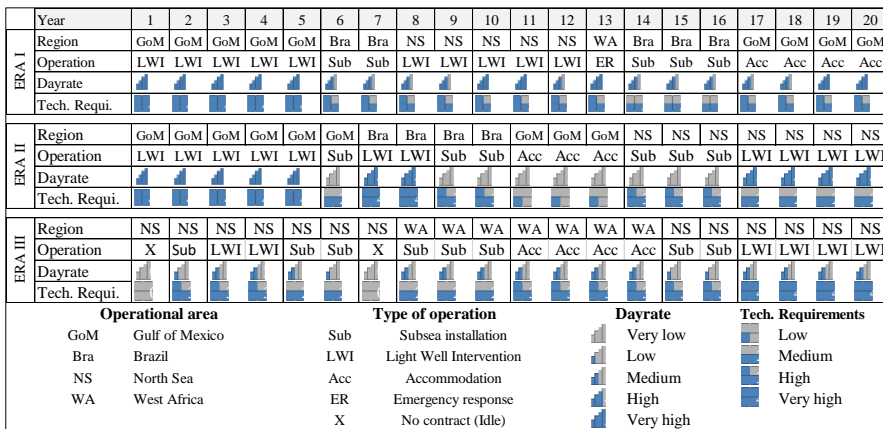 Year 1 2 3 4 5 6 7 8 9 10 11 12 13 14 15 16 17 18 19 20
ERA I
Region GoM GoM GoM GoM GoM Bra Bra NS NS NS NS NS WA Bra Bra Bra GoM GoM GoM GoM
Operation LWI LWI LWI LWI LWI Sub Sub LWI LWI LWI LWI LWI ER Sub Sub Sub Acc Acc Acc Acc
Dayrate
Tech. Requi.
ERA II
Region GoM GoM GoM GoM GoM GoM Bra Bra Bra Bra GoM GoM GoM NS NS NS NS NS NS NS
Operation LWI LWI LWI LWI LWI Sub LWI LWI Sub Sub Acc Acc Acc Sub Sub Sub LWI LWI LWI LWI
Dayrate
Tech. Requi.
ERA III
Region NS NS NS NS NS NS NS WA WA WA WA WA WA WA NS NS NS NS NS NS
Operation X Sub LWI LWI Sub Sub X Sub Sub Sub Acc Acc Acc Acc Sub Sub LWI LWI LWI LWI
Dayrate
Tech. Requi.
Operational area Type of operation Dayrate Tech. Requirements
GoM Gulf of Mexico Sub Subsea installation Very low Low
Bra Brazil LWI Light Well Intervention Low Medium
NS North Sea Acc Accommodation Medium High
WA West Africa ER Emergency response High Very high
X No contract (Idle) Very high